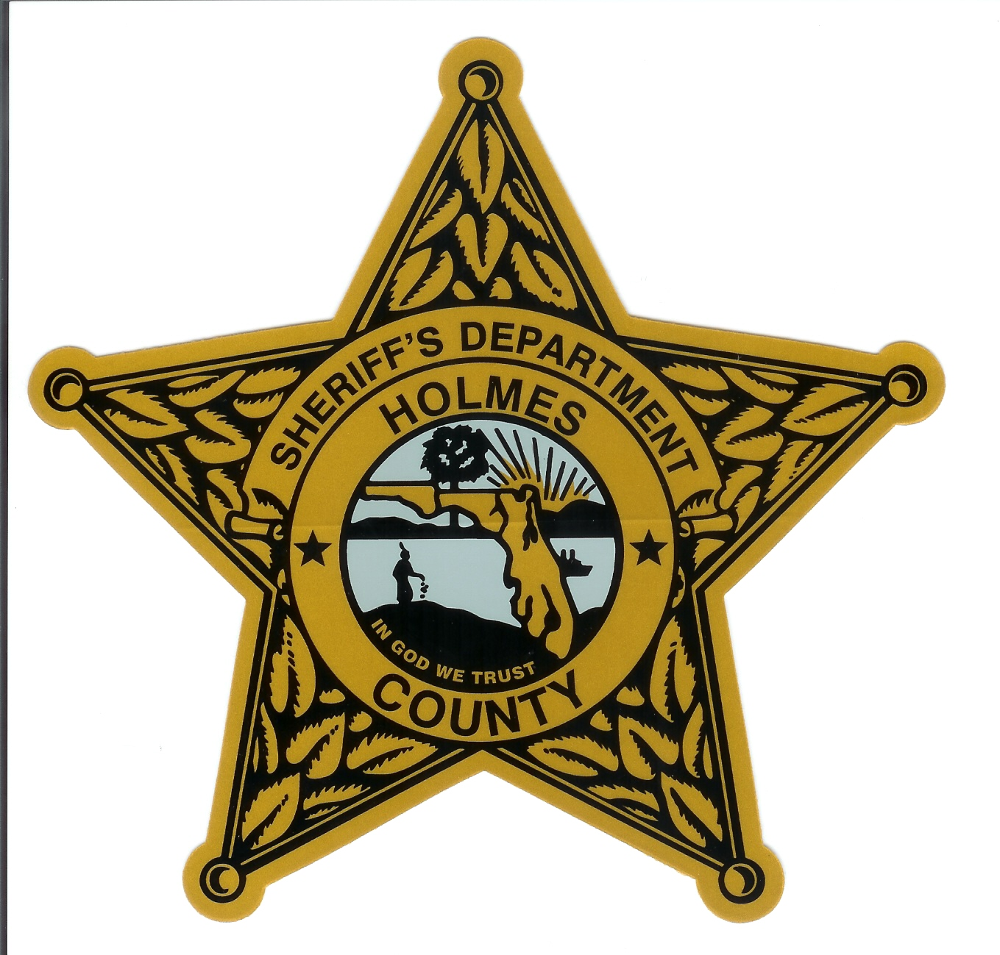 SHERIFF'S DEPARTMENT
HOLMES
IN GOD WE TRUST
COUNTY